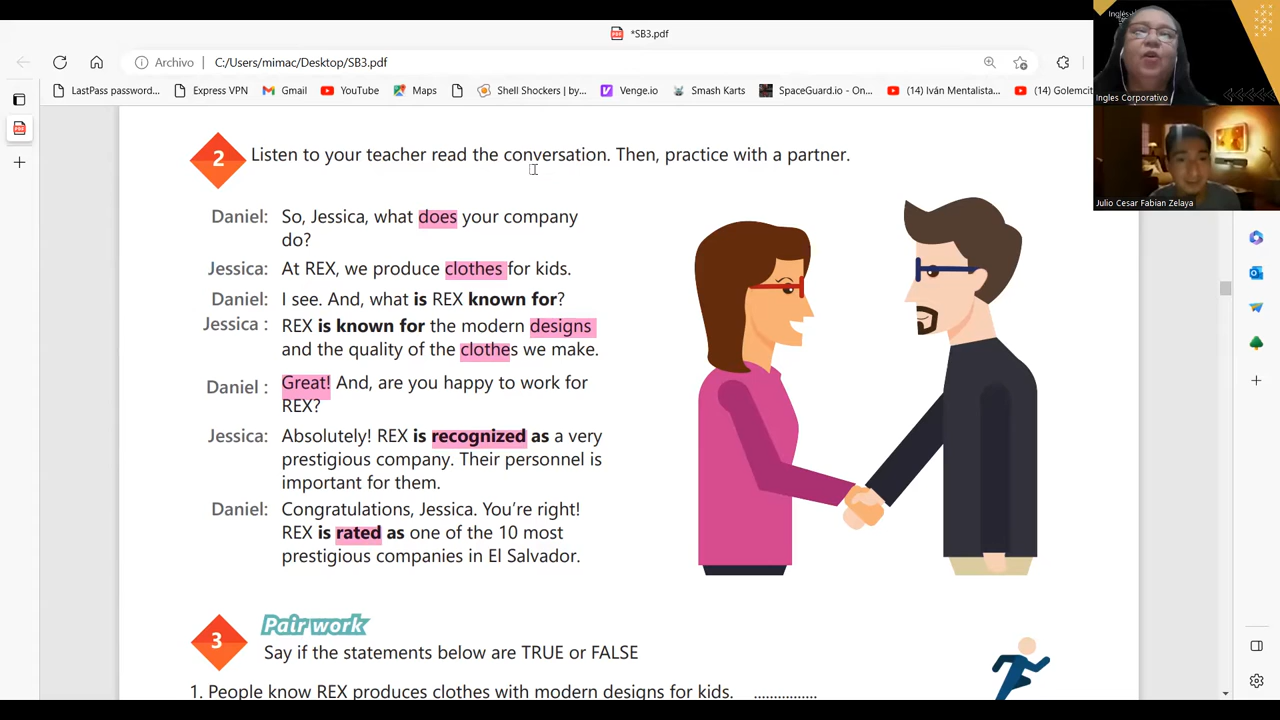 *SB3.pdf
Archivo
C:/Users/mimac/Desktop/SB3.pdf
LastPass password...
Express VPN
Gmail
YouTube
Maps
Shell Shockers | by...
Venge.io
Smash Karts
SpaceGuard.io - On...
(14) Iván Mentalista...
(14) Golemcit
Inglés
Ingles Corporativo
Julio Cesar Fabian Zelaya
2
Listen to your teacher read the conversation. Then, practice with a partner.
Daniel: So, Jessica, what does your company
do?
Jessica: At REX, we produce clothes for kids.
Daniel: I see. And, what is REX known for?
Jessica : REX is known for the modern designs
and the quality of the clothes we make.
Daniel : Great! And, are you happy to work for
REX?
Jessica: Absolutely! REX is recognized as a very
prestigious company. Their personnel is
important for them.
Daniel: Congratulations, Jessica. You're right!
REX is rated as one of the 10 most
prestigious companies in El Salvador.
3
Pair work
Say if the statements below are TRUE or FALSE
1. People know REX produces clothes with modern designs for kids. ...............